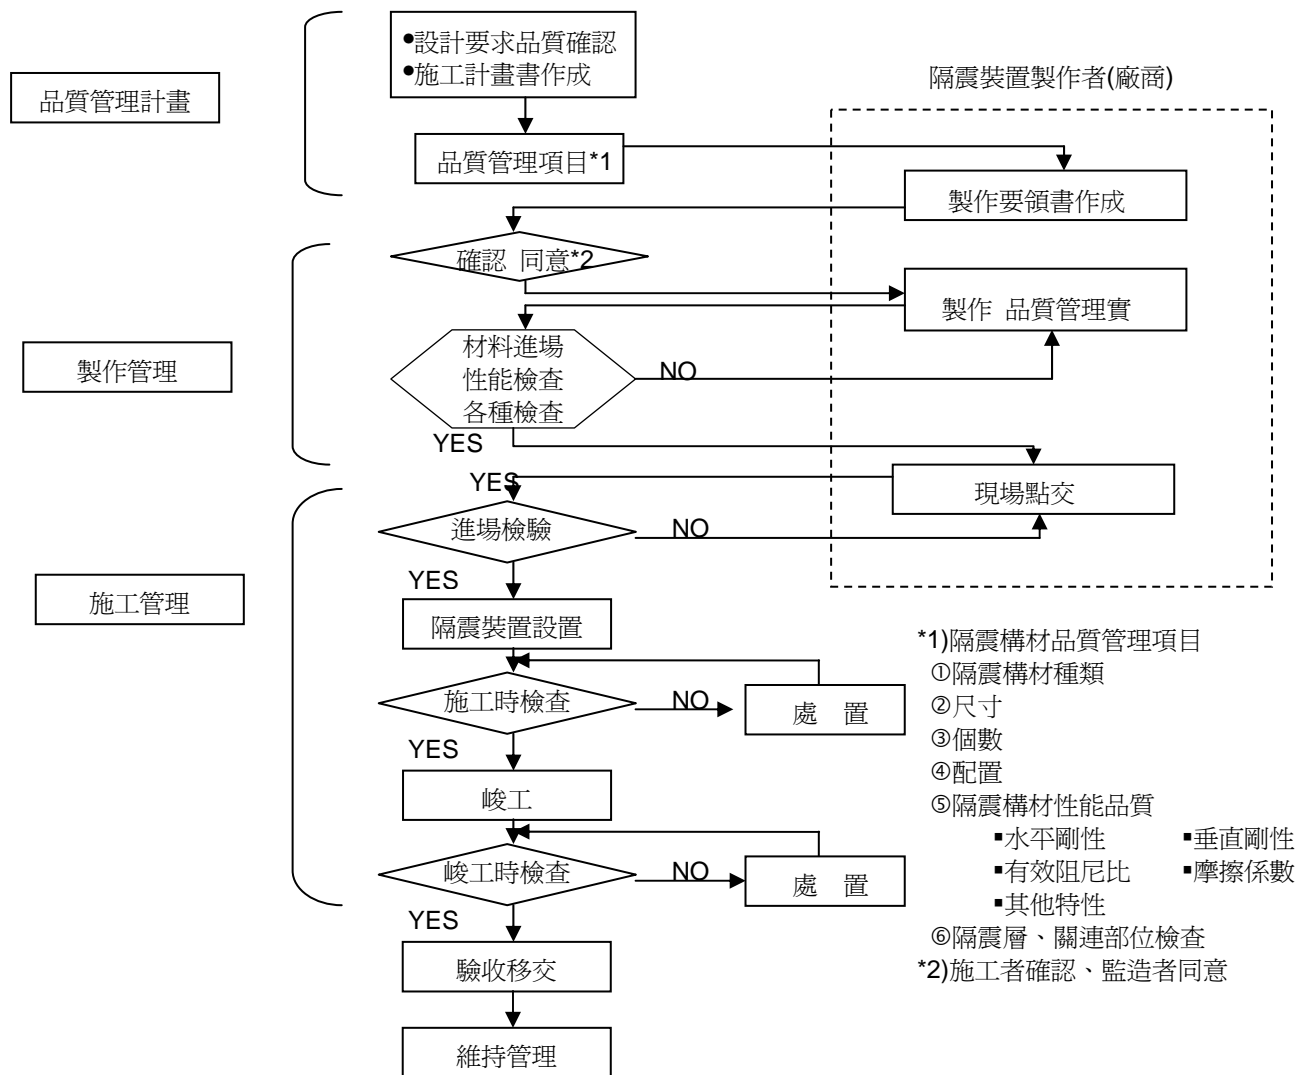 ●設計要求品質確認
●施工計畫書作成
品質管理計畫
隔震裝置製作者(廠商)
品質管理項目*1
製作要領書作成
確認 同意*2
製作 品質管理實
材料進場
性能檢查
各種檢查
NO
製作管理
YES
YES
現場點交
進場檢驗
NO
YES
施工管理
隔震裝置設置
施工時檢查
NO
處 置
YES
峻工
峻工時檢查
NO
處 置
YES
驗收移交
維持管理
*1)隔震構材品質管理項目
①隔震構材種類
②尺寸
③個數
④配置
⑤隔震構材性能品質
▪水平剛性 ▪垂直剛性
▪有效阻尼比 ▪摩擦係數
▪其他特性
⑥隔震層、關連部位檢查
*2)施工者確認、監造者同意